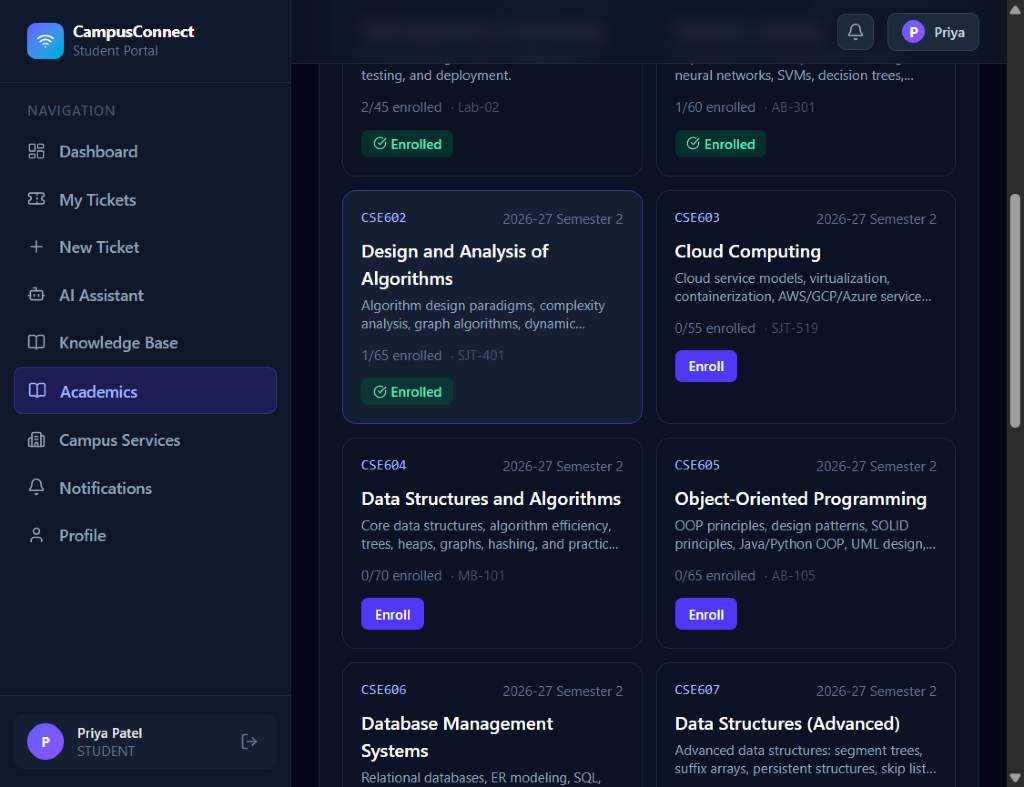 CampusConnect
Student Portal
NAVIGATION
Dashboard
My Tickets
New Ticket
AI Assistant
Knowledge Base
Academics
Campus Services
Notifications
Profile
P
Priya Patel
STUDENT
P Priya
testing, and deployment.
2/45 enrolled · Lab-02
Enrolled
neural networks, SVMs, decision trees,...
1/60 enrolled · AB-301
Enrolled
CSE602 2026-27 Semester 2
Design and Analysis of
Algorithms
Algorithm design paradigms, complexity
analysis, graph algorithms, dynamic...
1/65 enrolled · SJT-401
Enrolled
CSE603 2026-27 Semester 2
Cloud Computing
Cloud service models, virtualization,
containerization, AWS/GCP/Azure service...
0/55 enrolled · SJT-519
Enroll
CSE604 2026-27 Semester 2
Data Structures and Algorithms
Core data structures, algorithm efficiency,
trees, heaps, graphs, hashing, and practic...
0/70 enrolled · MB-101
Enroll
CSE605 2026-27 Semester 2
Object-Oriented Programming
OOP principles, design patterns, SOLID
principles, Java/Python OOP, UML design,...
0/65 enrolled · AB-105
Enroll
CSE606 2026-27 Semester 2
Database Management
Systems
Relational databases, ER modeling, SQL,
CSE607 2026-27 Semester 2
Data Structures (Advanced)
Advanced data structures: segment trees,
suffix arrays, persistent structures, skip list...